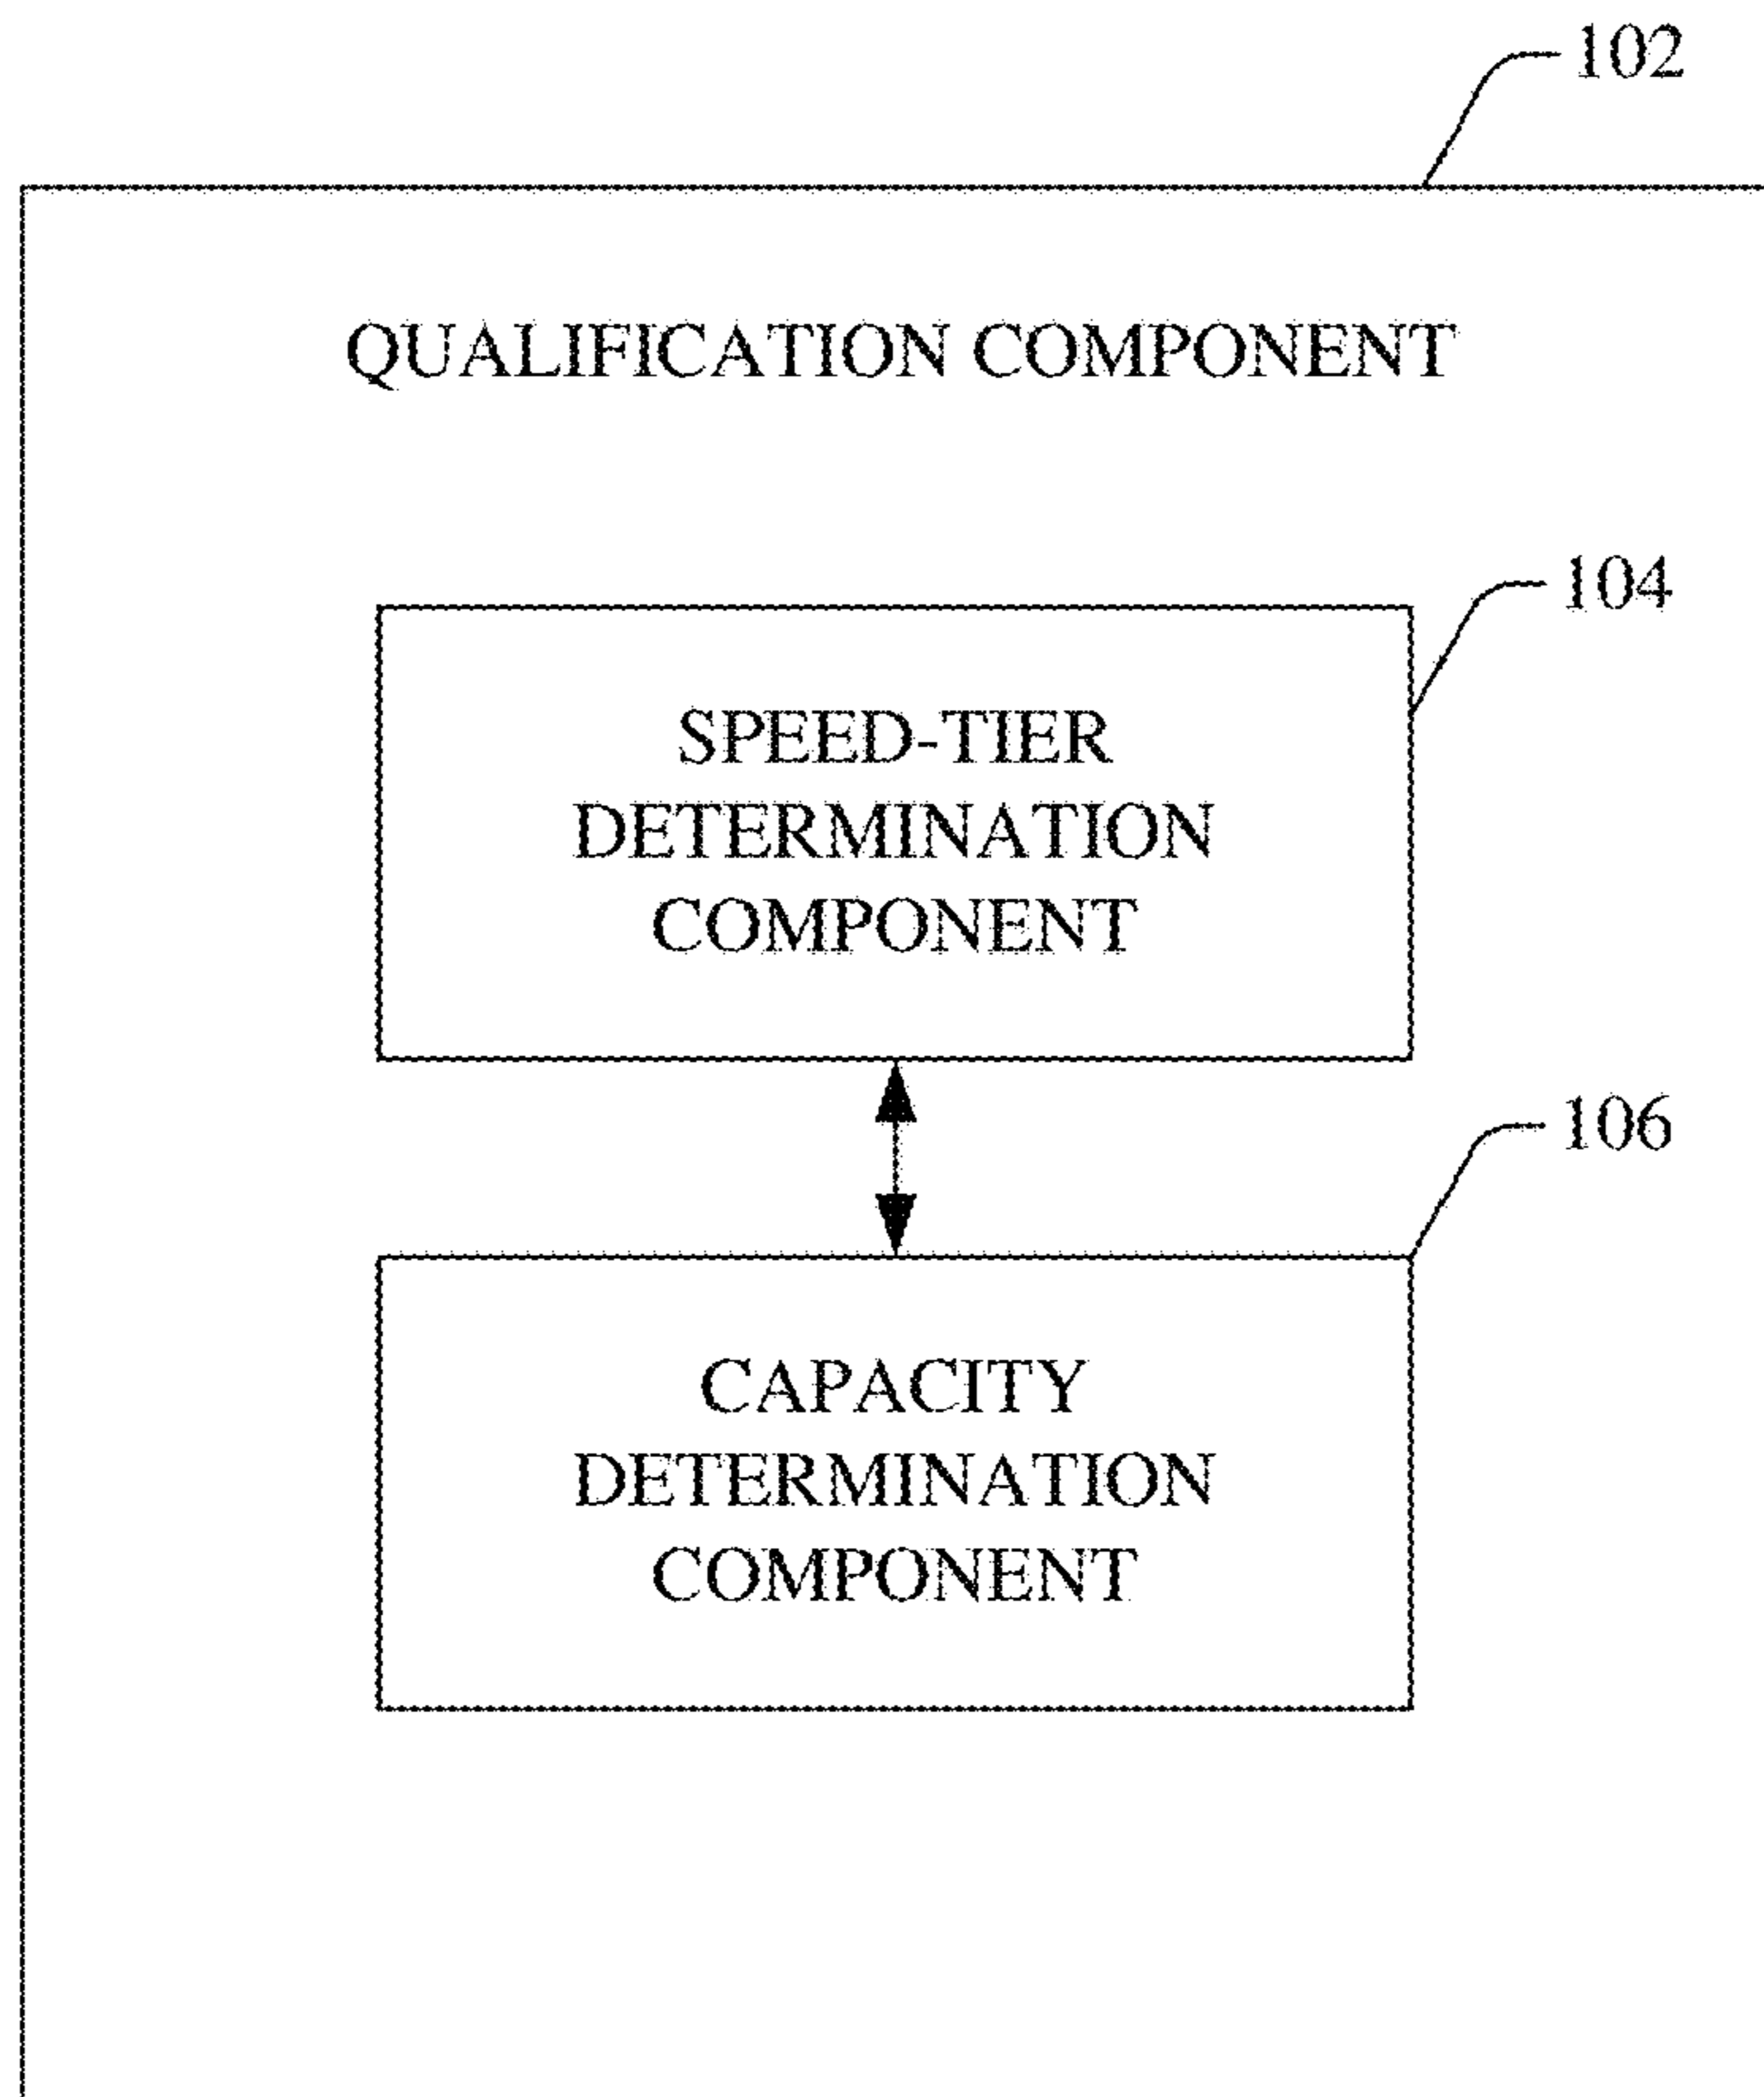 102
QUALIFICATION COMPONENT
104
SPEED-TIER
DETERMINATION
COMPONENT
106
CAPACITY
DETERMINATION
COMPONENT